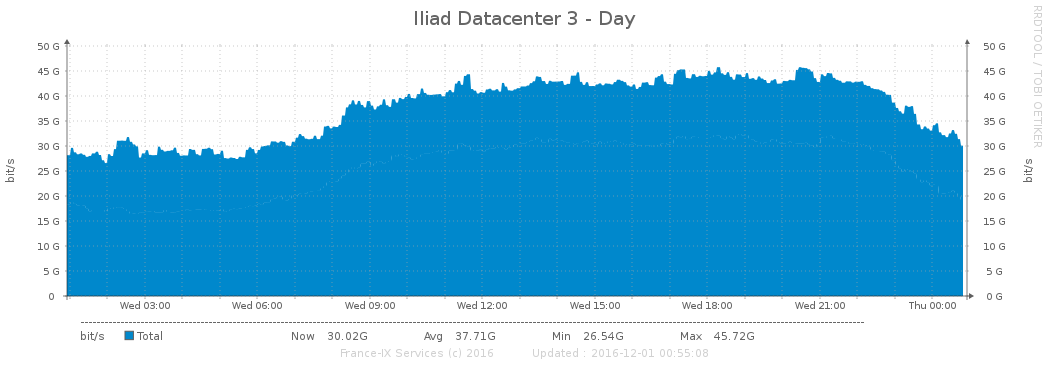 Iliad Datacenter 3 - Day
RRDTOOL / TOBI OETIKER
50 G 50 G
45 G 45 G
40 G 40 G
35 G 35 G
30 G 30 G
25 G 25 G
20 G 20 G
15 G 15 G
10 G 10 G
5 G 5 G
0 0 G
bit/s bit/s
Wed 03:00 Wed 06:00 Wed 09:00 Wed 12:00 Wed 15:00 Wed 18:00 Wed 21:00 Thu 00:00
bit/s Total Now 30.02G Avg 37.71G Min 26.54G Max 45.72G
France-IX Services (c) 2016 Updated : 2016-12-01 00:55:08